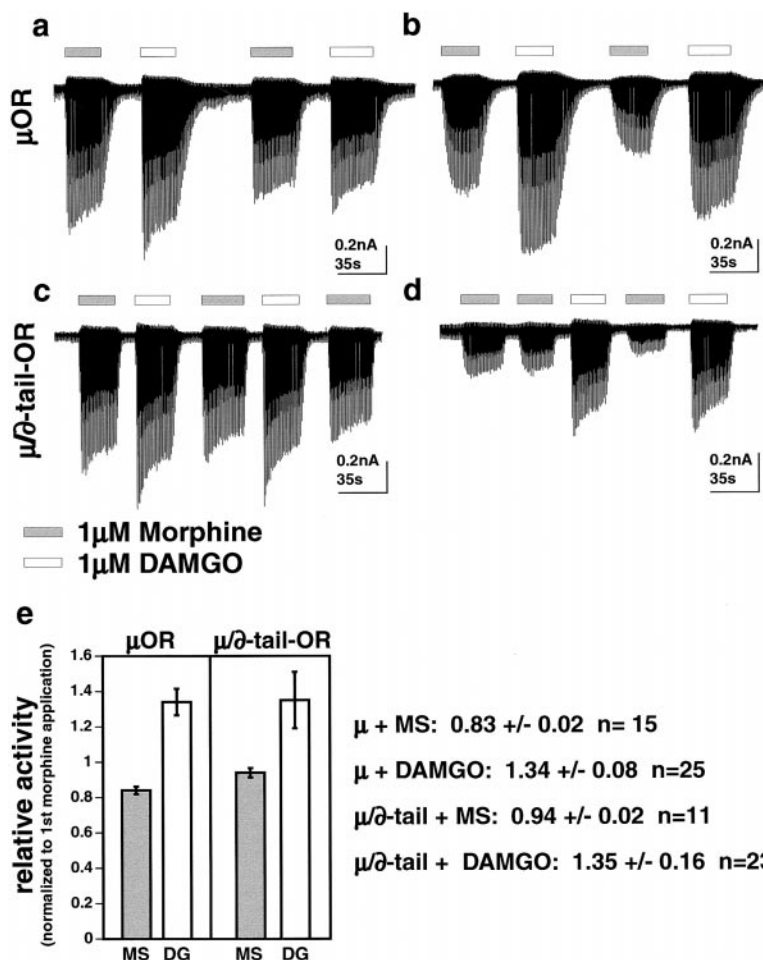 a
b
μOR
0.2nA
35s
0.2nA
35s
c
d
μ/∂-tail-OR
0.2nA
35s
0.2nA
35s
1μM Morphine
1μM DAMGO
e
μOR μ/∂-tail-OR
relative activity
(normalized to 1st morphine application)
1.6
1.4
1.2
1
0.8
0.6
0.4
0.2
0
MS DG MS DG
μ + MS: 0.83 +/- 0.02 n= 15
μ + DAMGO: 1.34 +/- 0.08 n=25
μ/∂-tail + MS: 0.94 +/- 0.02 n=11
μ/∂-tail + DAMGO: 1.35 +/- 0.16 n=23